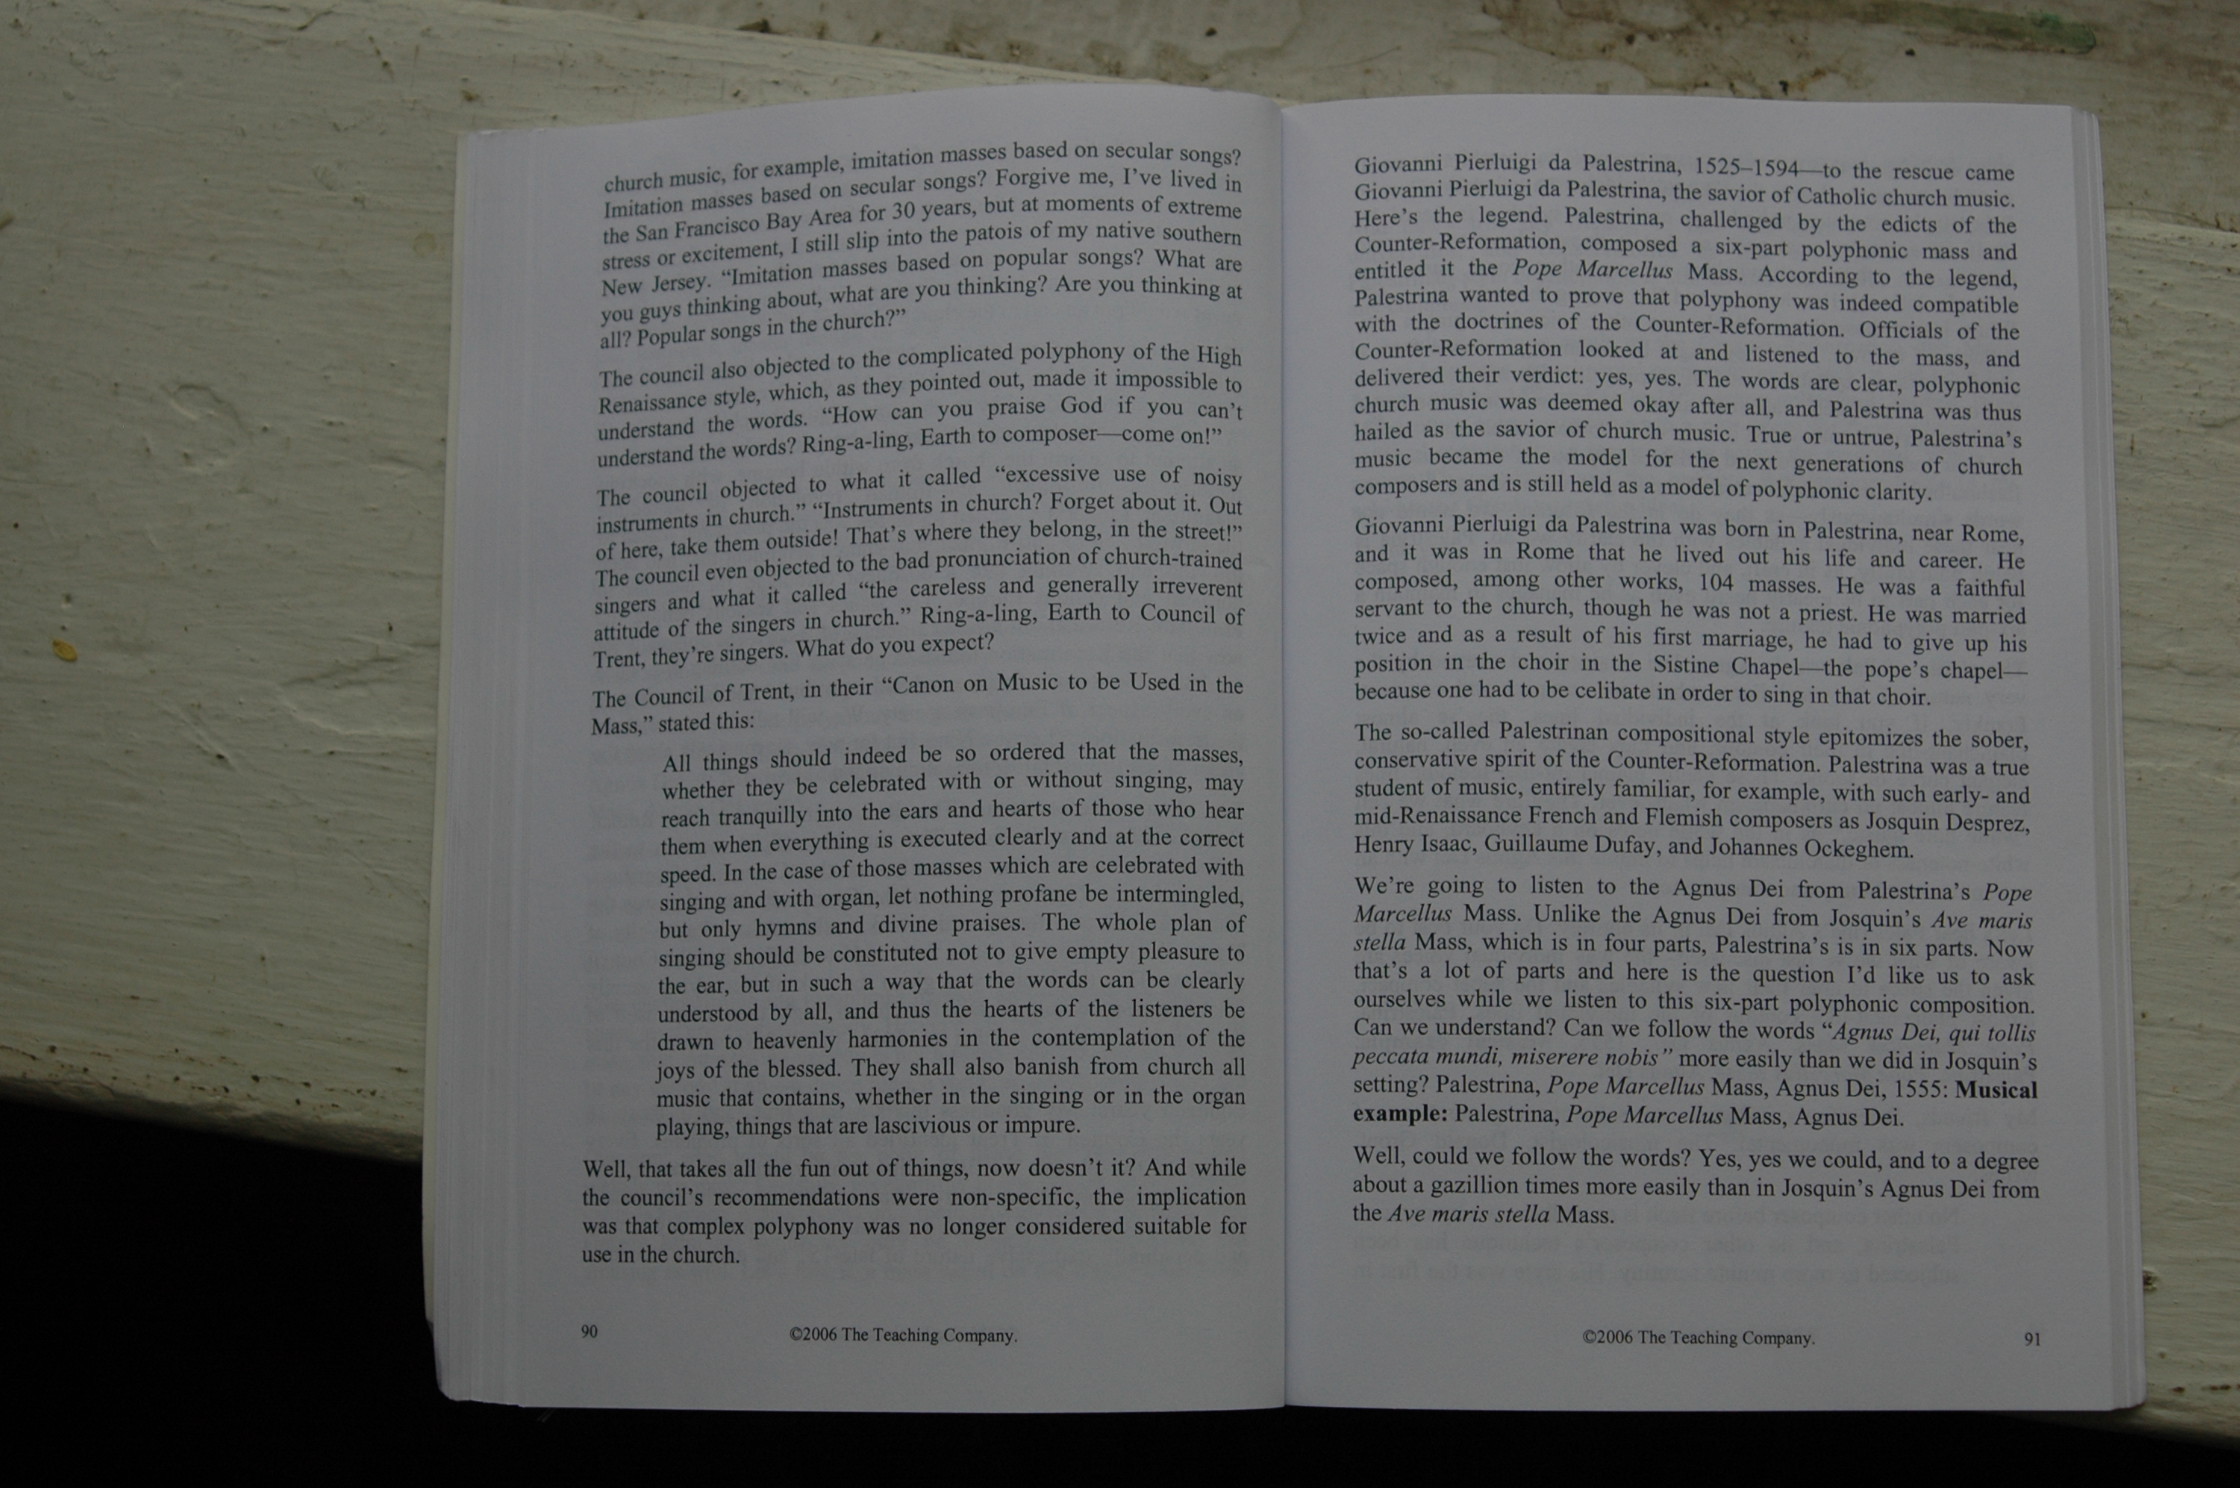 church music, for example, imitation masses based on secular songs?
Imitation masses based on secular songs? Forgive me, I’ve lived in
the San Francisco Bay Area for 30 years, but at moments of extreme
stress or excitement, I still slip into the patois of my native southern
New Jersey. “Imitation masses based on popular songs? What are
you guys thinking about, what are you thinking? Are you thinking at
all? Popular songs in the church?”
The council also objected to the complicated polyphony of the High
Renaissance style, which, as they pointed out, made it impossible to
understand the words. “How can you praise God if you can’t
understand the words? Ring-a-ling, Earth to composer—come on!”
The council objected to what it called “excessive use of noisy
instruments in church.” “Instruments in church? Forget about it. Out
of here, take them outside! That’s where they belong, in the street!”
The council even objected to the bad pronunciation of church-trained
singers and what it called “the careless and generally irreverent
attitude of the singers in church.” Ring-a-ling, Earth to Council of
Trent, they’re singers. What do you expect?
The Council of Trent, in their “Canon on Music to be Used in the
Mass,” stated this:
All things should indeed be so ordered that the masses,
whether they be celebrated with or without singing, may
reach tranquilly into the ears and hearts of those who hear
them when everything is executed clearly and at the correct
speed. In the case of those masses which are celebrated with
singing and with organ, let nothing profane be intermingled,
but only hymns and divine praises. The whole plan of
singing should be constituted not to give empty pleasure to
the ear, but in such a way that the words can be clearly
understood by all, and thus the hearts of the listeners be
drawn to heavenly harmonies in the contemplation of the
joys of the blessed. They shall also banish from church all
music that contains, whether in the singing or in the organ
playing, things that are lascivious or impure.
Well, that takes all the fun out of things, now doesn’t it? And while
the council’s recommendations were non-specific, the implication
was that complex polyphony was no longer considered suitable for
use in the church.
90
©2006 The Teaching Company.
Giovanni Pierluigi da Palestrina, 1525–1594—to the rescue came
Giovanni Pierluigi da Palestrina, the savior of Catholic church music.
Here’s the legend. Palestrina, challenged by the edicts of the
Counter-Reformation, composed a six-part polyphonic mass and
entitled it the Pope Marcellus Mass. According to the legend,
Palestrina wanted to prove that polyphony was indeed compatible
with the doctrines of the Counter-Reformation. Officials of the
Counter-Reformation looked at and listened to the mass, and
delivered their verdict: yes, yes. The words are clear, polyphonic
church music was deemed okay after all, and Palestrina was thus
hailed as the savior of church music. True or untrue, Palestrina’s
music became the model for the next generations of church
composers and is still held as a model of polyphonic clarity.
Giovanni Pierluigi da Palestrina was born in Palestrina, near Rome,
and it was in Rome that he lived out his life and career. He
composed, among other works, 104 masses. He was a faithful
servant to the church, though he was not a priest. He was married
twice and as a result of his first marriage, he had to give up his
position in the choir in the Sistine Chapel—the pope’s chapel—
because one had to be celibate in order to sing in that choir.
The so-called Palestrinan compositional style epitomizes the sober,
conservative spirit of the Counter-Reformation. Palestrina was a true
student of music, entirely familiar, for example, with such early- and
mid-Renaissance French and Flemish composers as Josquin Desprez,
Henry Isaac, Guillaume Dufay, and Johannes Ockeghem.
We’re going to listen to the Agnus Dei from Palestrina’s Pope
Marcellus Mass. Unlike the Agnus Dei from Josquin’s Ave maris
stella Mass, which is in four parts, Palestrina’s is in six parts. Now
that’s a lot of parts and here is the question I’d like us to ask
ourselves while we listen to this six-part polyphonic composition.
Can we understand? Can we follow the words “Agnus Dei, qui tollis
peccata mundi, miserere nobis” more easily than we did in Josquin’s
setting? Palestrina, Pope Marcellus Mass, Agnus Dei, 1555: Musical
example: Palestrina, Pope Marcellus Mass, Agnus Dei.
Well, could we follow the words? Yes, yes we could, and to a degree
about a gazillion times more easily than in Josquin’s Agnus Dei from
the Ave maris stella Mass.
©2006 The Teaching Company.
91